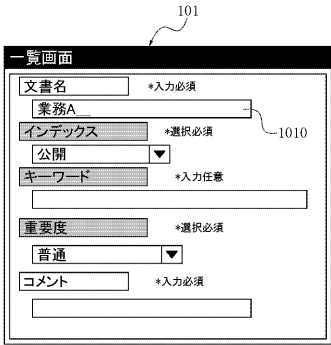 101
一覧画面
文書名 *入力必須
業務A__
1010
インデックス *選択必須
公開
キーワード *入力任意
重要度 *選択必須
普通
コメント *入力必須